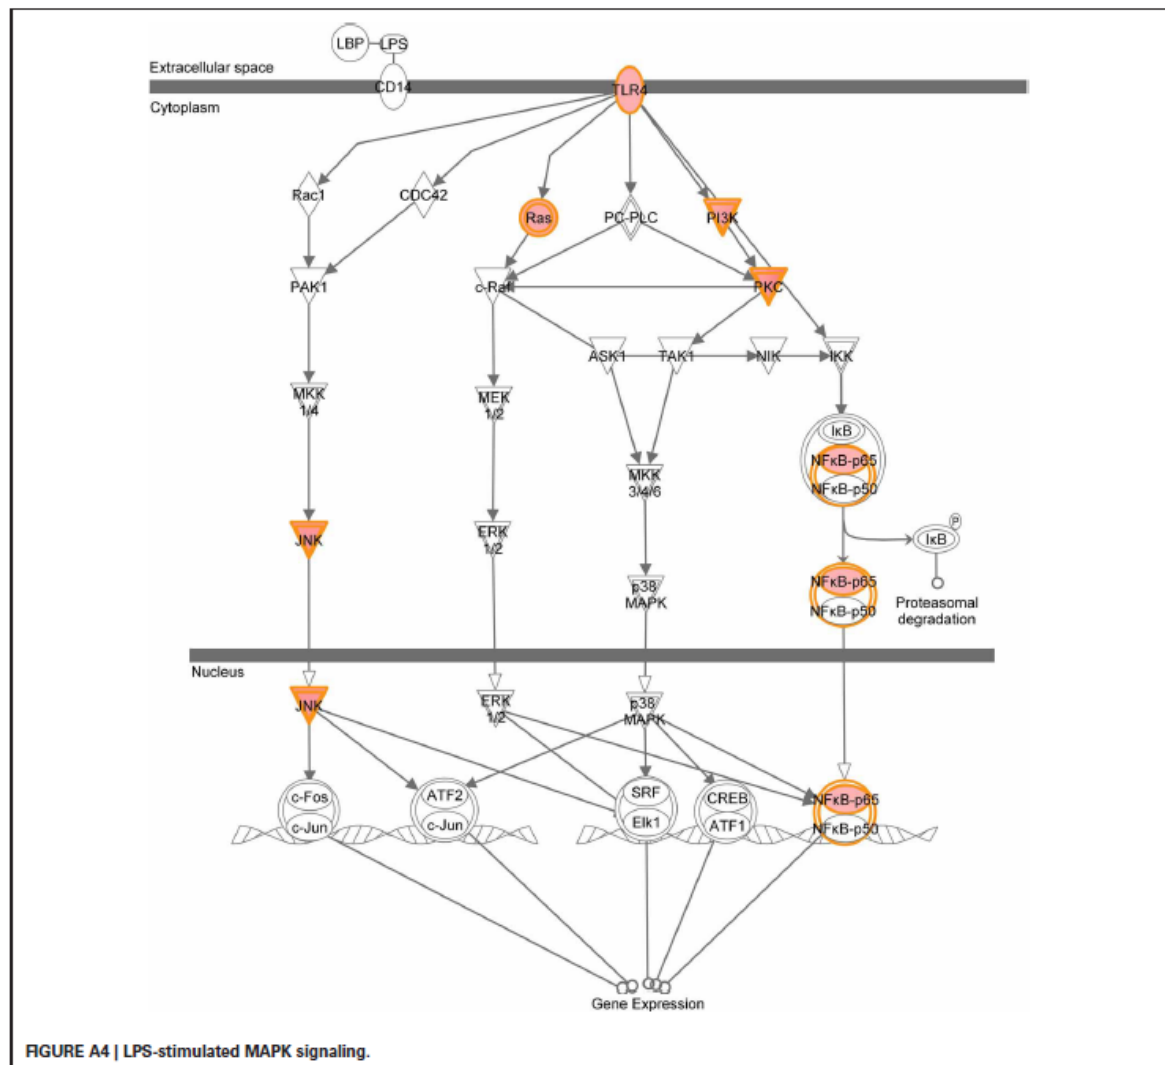 LBP LPS
Extracellular space
CD14 TLR4
Cytoplasm
Rac1 CDC42
Ras PC-PLC PI3K
PAK1 c-Raf PKC
ASK1 TAK1 NIK IKK
MKK
1/4
MEK
1/2
IκB
NFκB-p65
NFκB-p50
MKK
3/4/6
JNK
ERK
1/2
P
IκB
p38
MAPK
NFκB-p65
NFκB-p50
Proteasomal
degradation
Nucleus
JNK
ERK
1/2
p38
MAPK
c-Fos
c-Jun
ATF2
c-Jun
SRF
Elk1
CREB
ATF1
NFκB-p65
NFκB-p50
Gene Expression
FIGURE A4 | LPS-stimulated MAPK signaling.